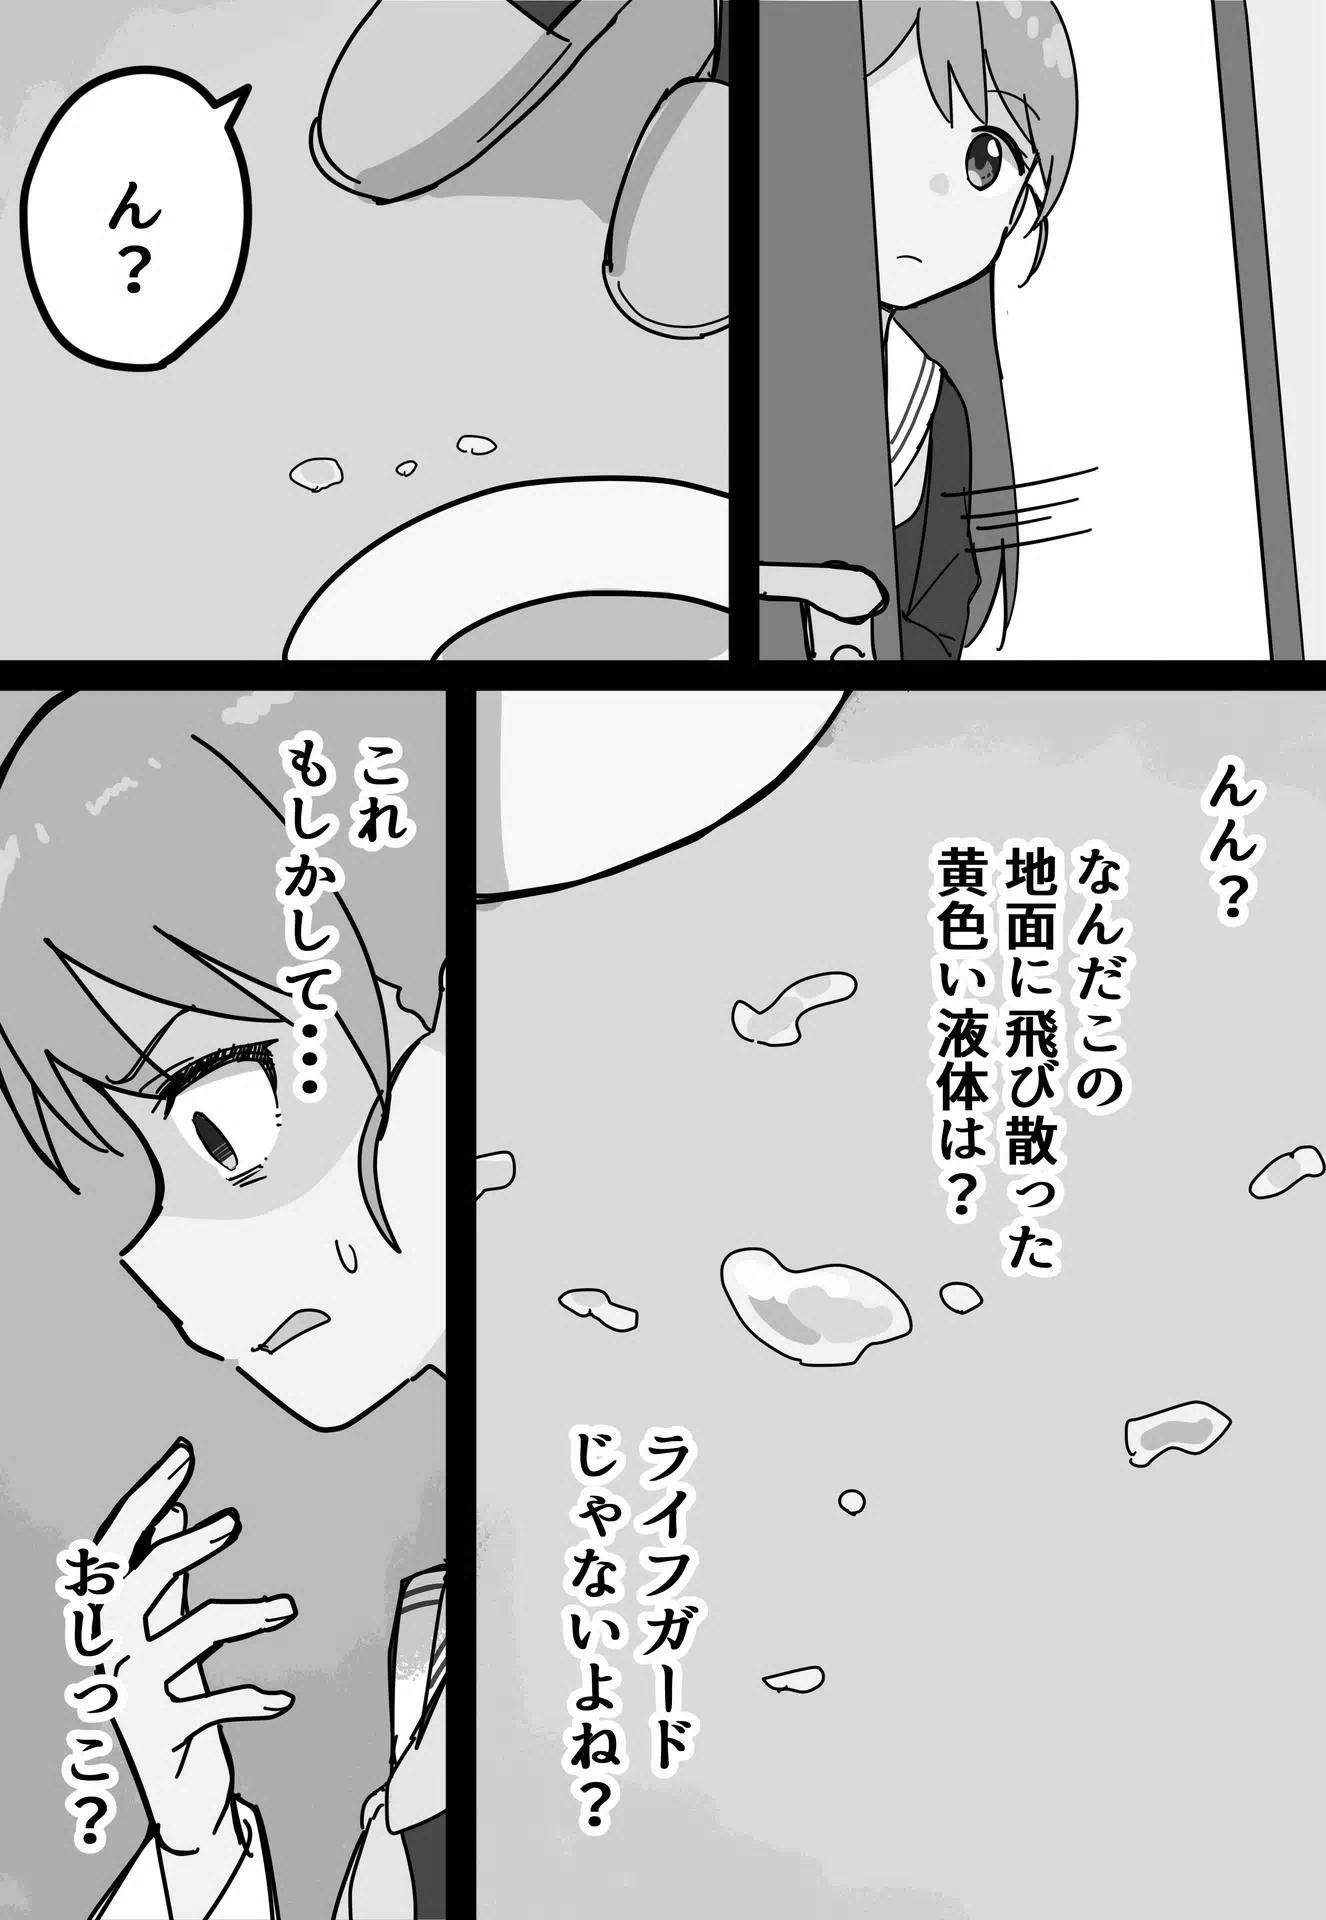 ん？
んん？
なんだこの
地面に飛び散った
黄色い液体は？
ライフガード
じゃないよね？
これ
もしかして・・・
おしっこ？